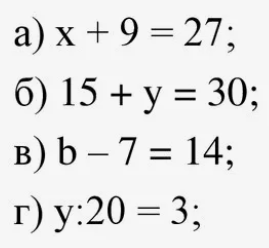 а) x + 9 = 27;
б) 15 + y = 30;
в) b – 7 = 14;
г) y:20 = 3;